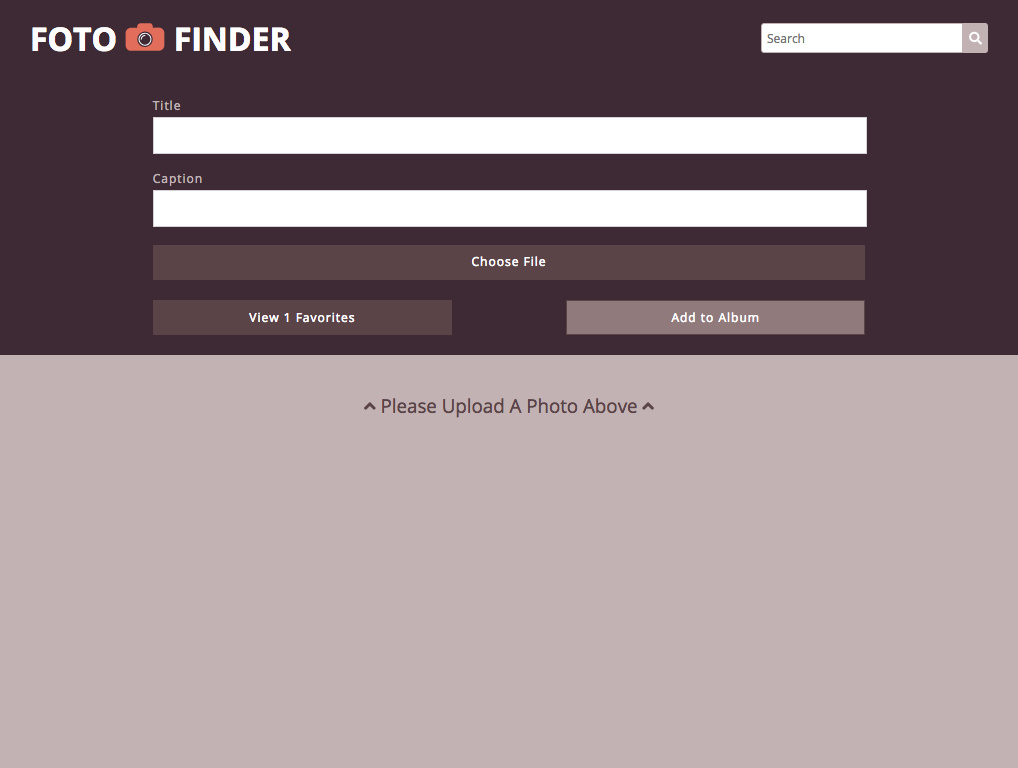 FOTO FINDER
Search
Title
Caption
Choose File
View 1 Favorites
Add to Album
Please Upload A Photo Above